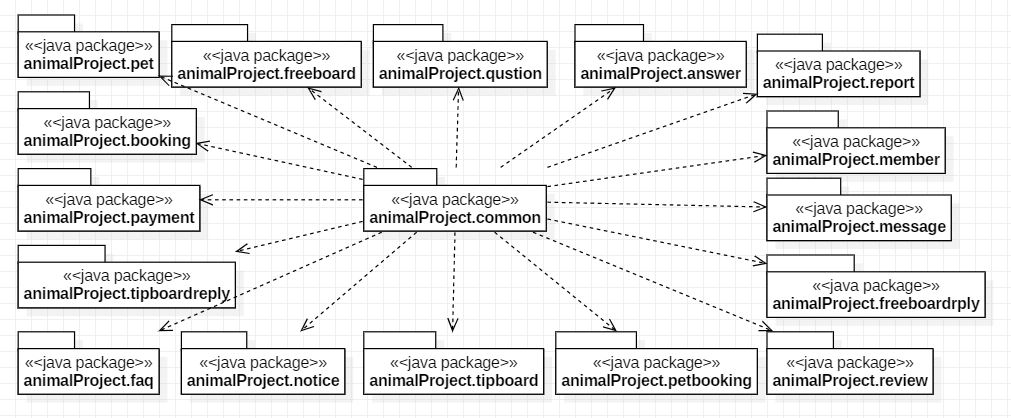 «<java package>»
animalProject.pet
«<java package>»
animalProject.freeboard
«<java package>»
animalProject.qustion
«<java package>»
animalProject.answer
«<java package>»
animalProject.report
«<java package>»
animalProject.booking
«<java package>»
animalProject.member
«<java package>»
animalProject.payment
«<java package>»
animalProject.common
«<java package>»
animalProject.message
«<java package>»
animalProject.tipboardreply
«<java package>»
animalProject.freeboardrply
«<java package>»
animalProject.faq
«<java package>»
animalProject.notice
«<java package>»
animalProject.tipboard
«<java package>»
animalProject.petbooking
«<java package>»
animalProject.review